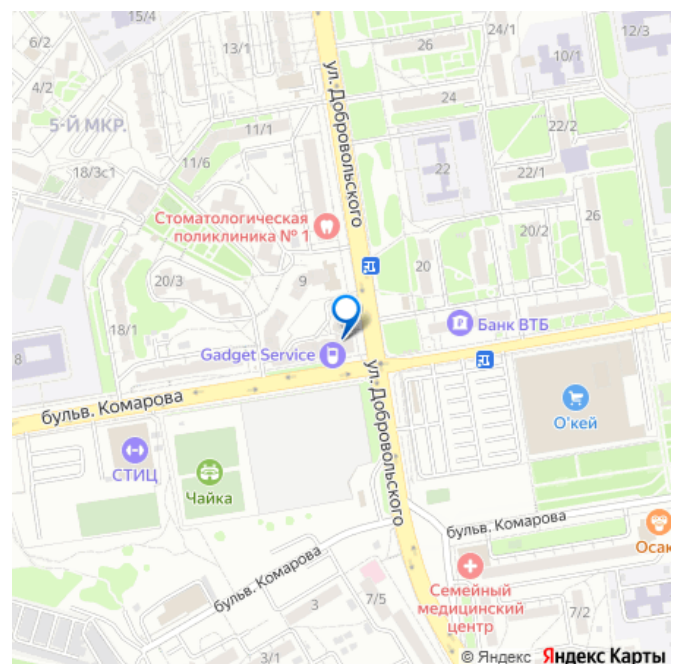 15/4
6/2
13/1
26
24/1
12/3
10/1
4/2
24
5-Й МКР.
11/1
22/2
ул. Добровольского
18/3с1
11/6
22
22/1
26
Стоматологическая
поликлиника № 1
20/2
20/3
9
20
18/1
Банк ВТБ
8
Gadget Service
бульв. Комарова
ул. Добровольского
О'кей
СТИЦ
Чайка
бульв. Комарова
Осак
бульв. Комарова
3
7/5
Семейный
медицинский
центр
7/2
3/1
© Яндекс Яндекс Карты